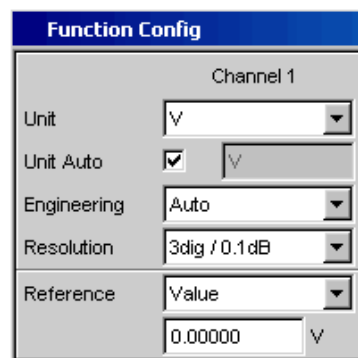 Function Config
Channel 1
Unit V
Unit Auto V
Engineering Auto
Resolution 3dig / 0.1dB
Reference Value
0.00000 V